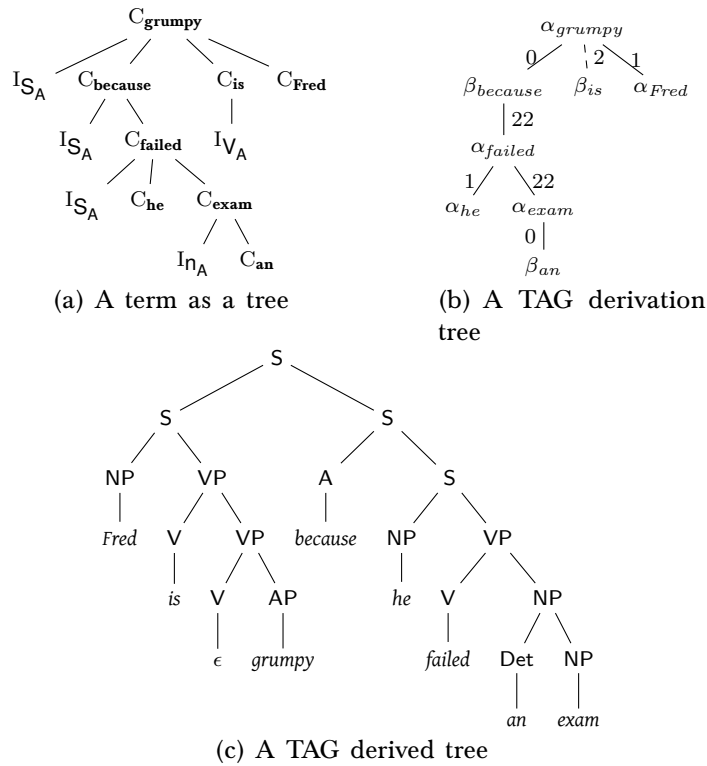 C_grumpy
I_S_A C_because C_is C_Fred
I_S_A C_failed I_V_A
I_S_A C_he C_exam
I_n_A C_an
(a) A term as a tree
α_grumpy
0 2 1
β_because β_is α_Fred
22
α_failed
1 22
α_he α_exam
0
β_an
(b) A TAG derivation
tree
S
S S
NP VP A S
Fred V VP because NP VP
is V AP he V NP
ϵ grumpy failed Det NP
an exam
(c) A TAG derived tree